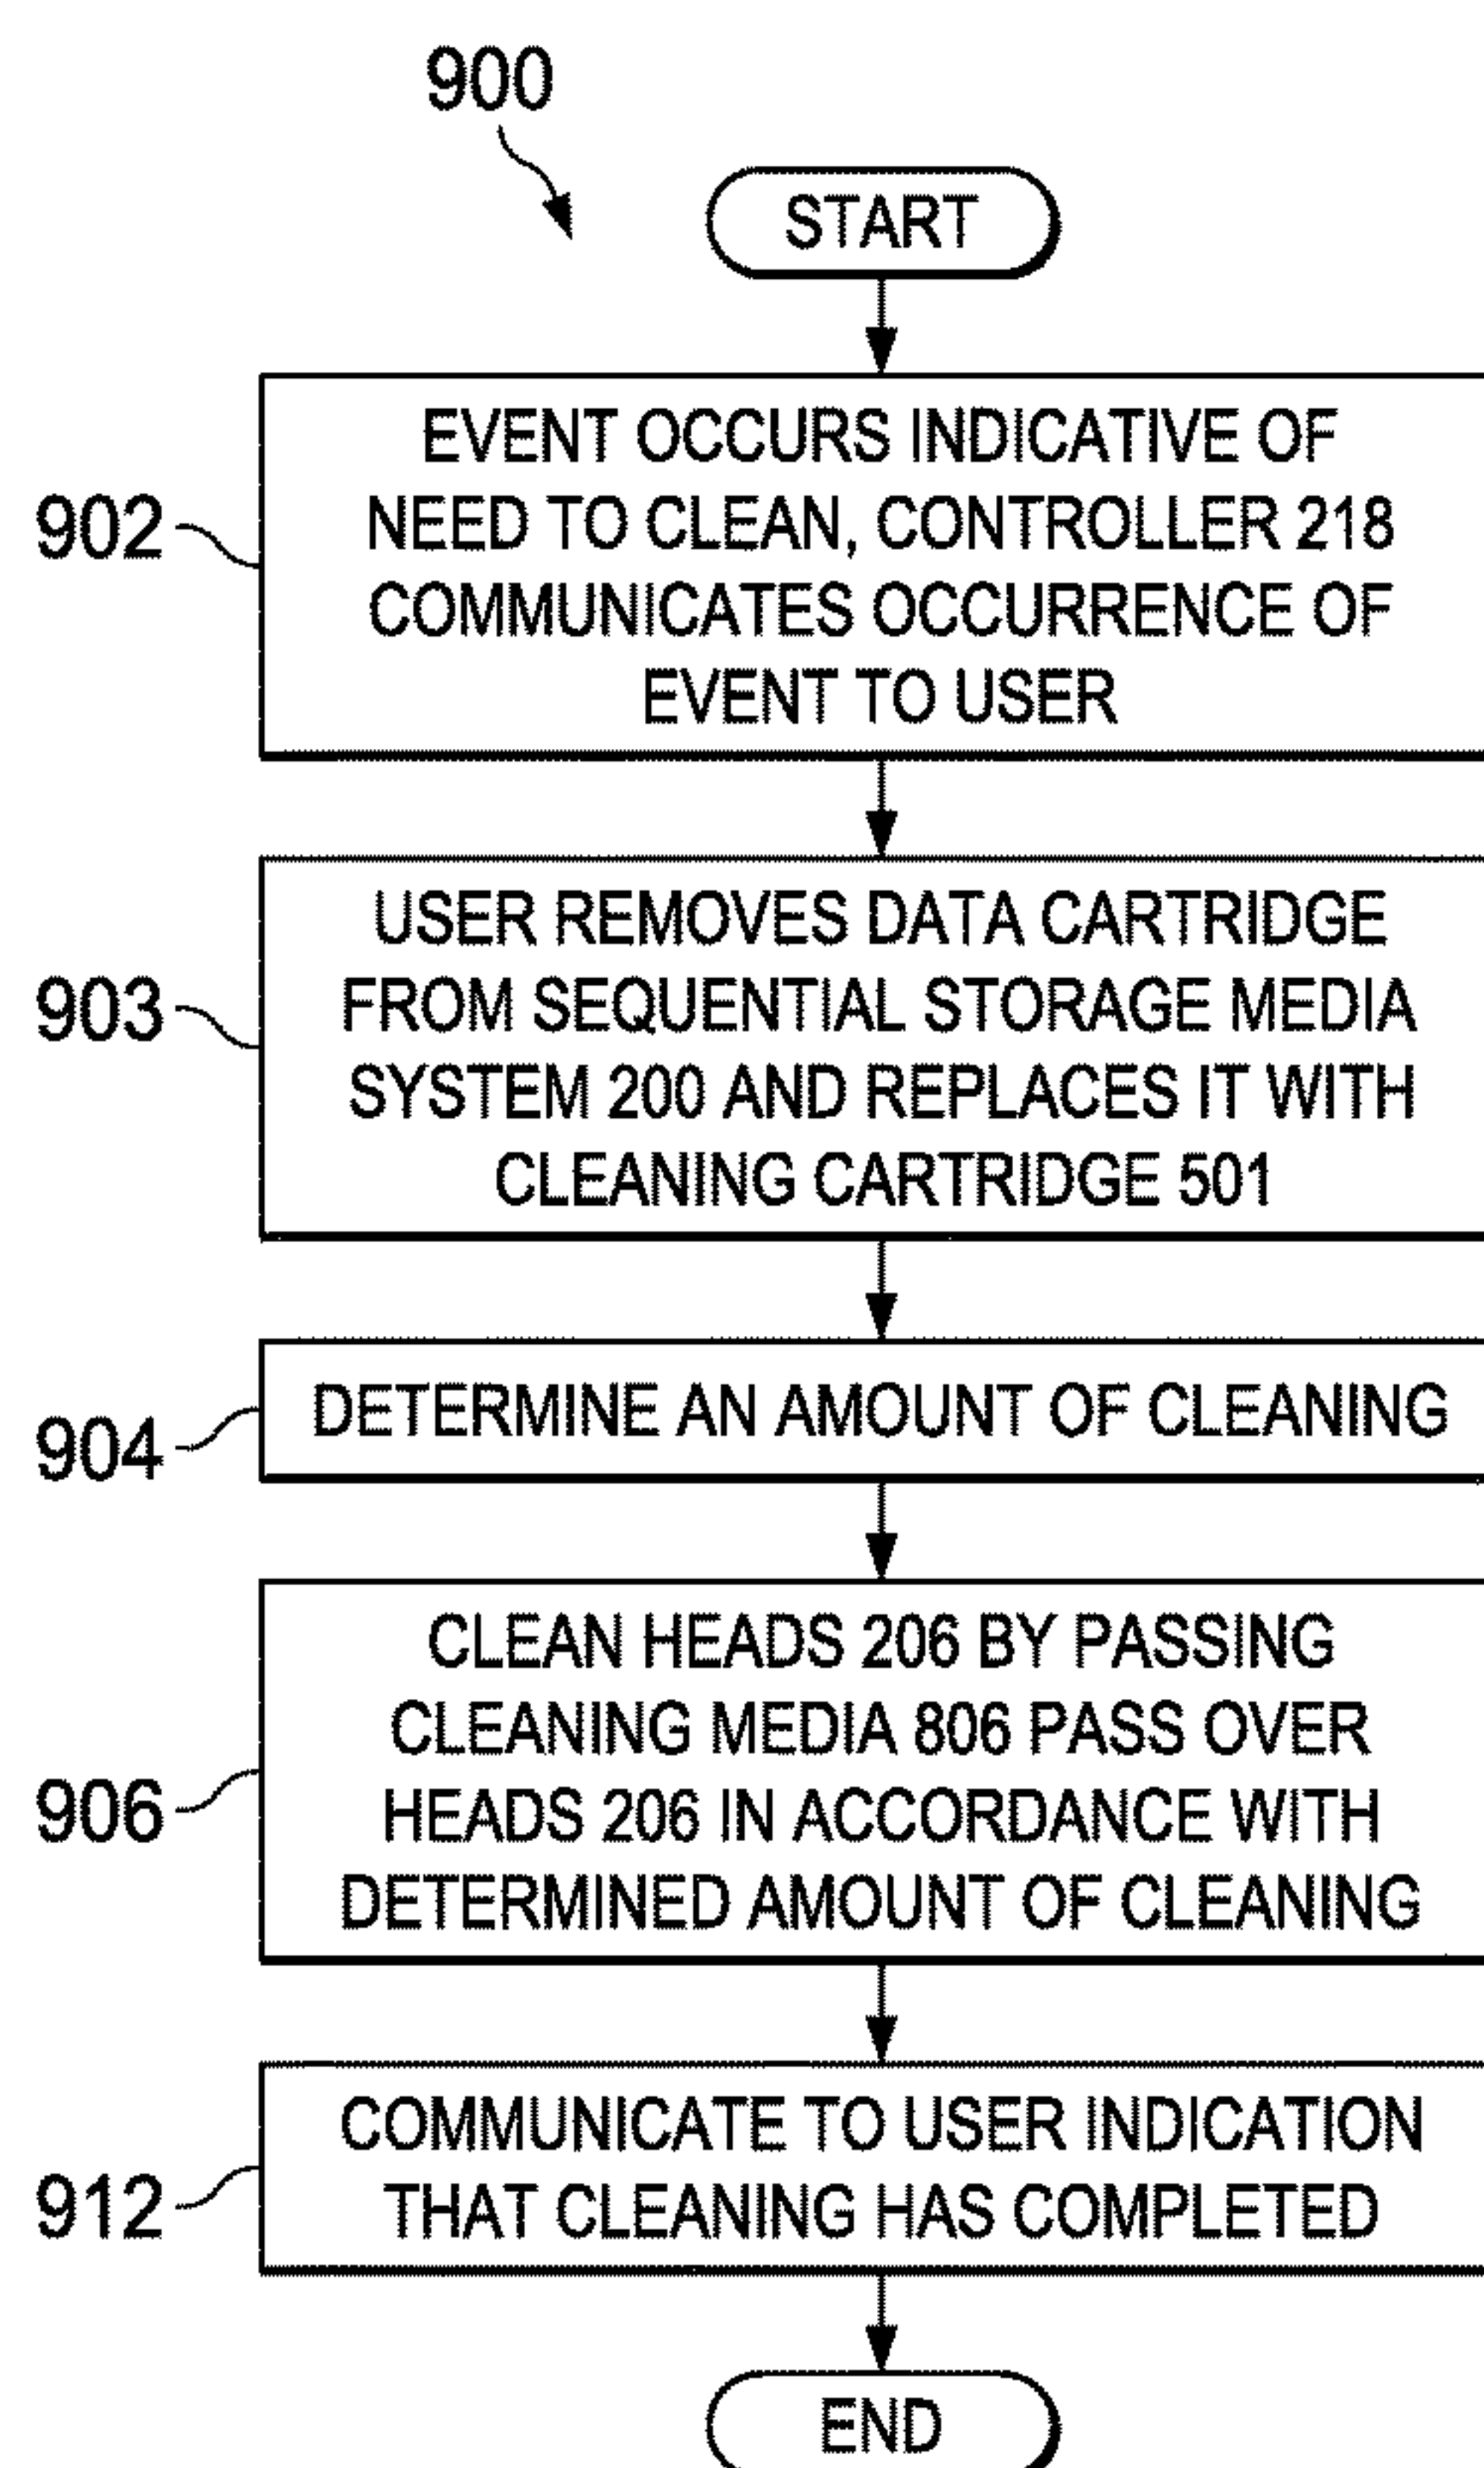 900
START
902
EVENT OCCURS INDICATIVE OF
NEED TO CLEAN, CONTROLLER 218
COMMUNICATES OCCURRENCE OF
EVENT TO USER
903
USER REMOVES DATA CARTRIDGE
FROM SEQUENTIAL STORAGE MEDIA
SYSTEM 200 AND REPLACES IT WITH
CLEANING CARTRIDGE 501
904
DETERMINE AN AMOUNT OF CLEANING
906
CLEAN HEADS 206 BY PASSING
CLEANING MEDIA 806 PASS OVER
HEADS 206 IN ACCORDANCE WITH
DETERMINED AMOUNT OF CLEANING
912
COMMUNICATE TO USER INDICATION
THAT CLEANING HAS COMPLETED
END